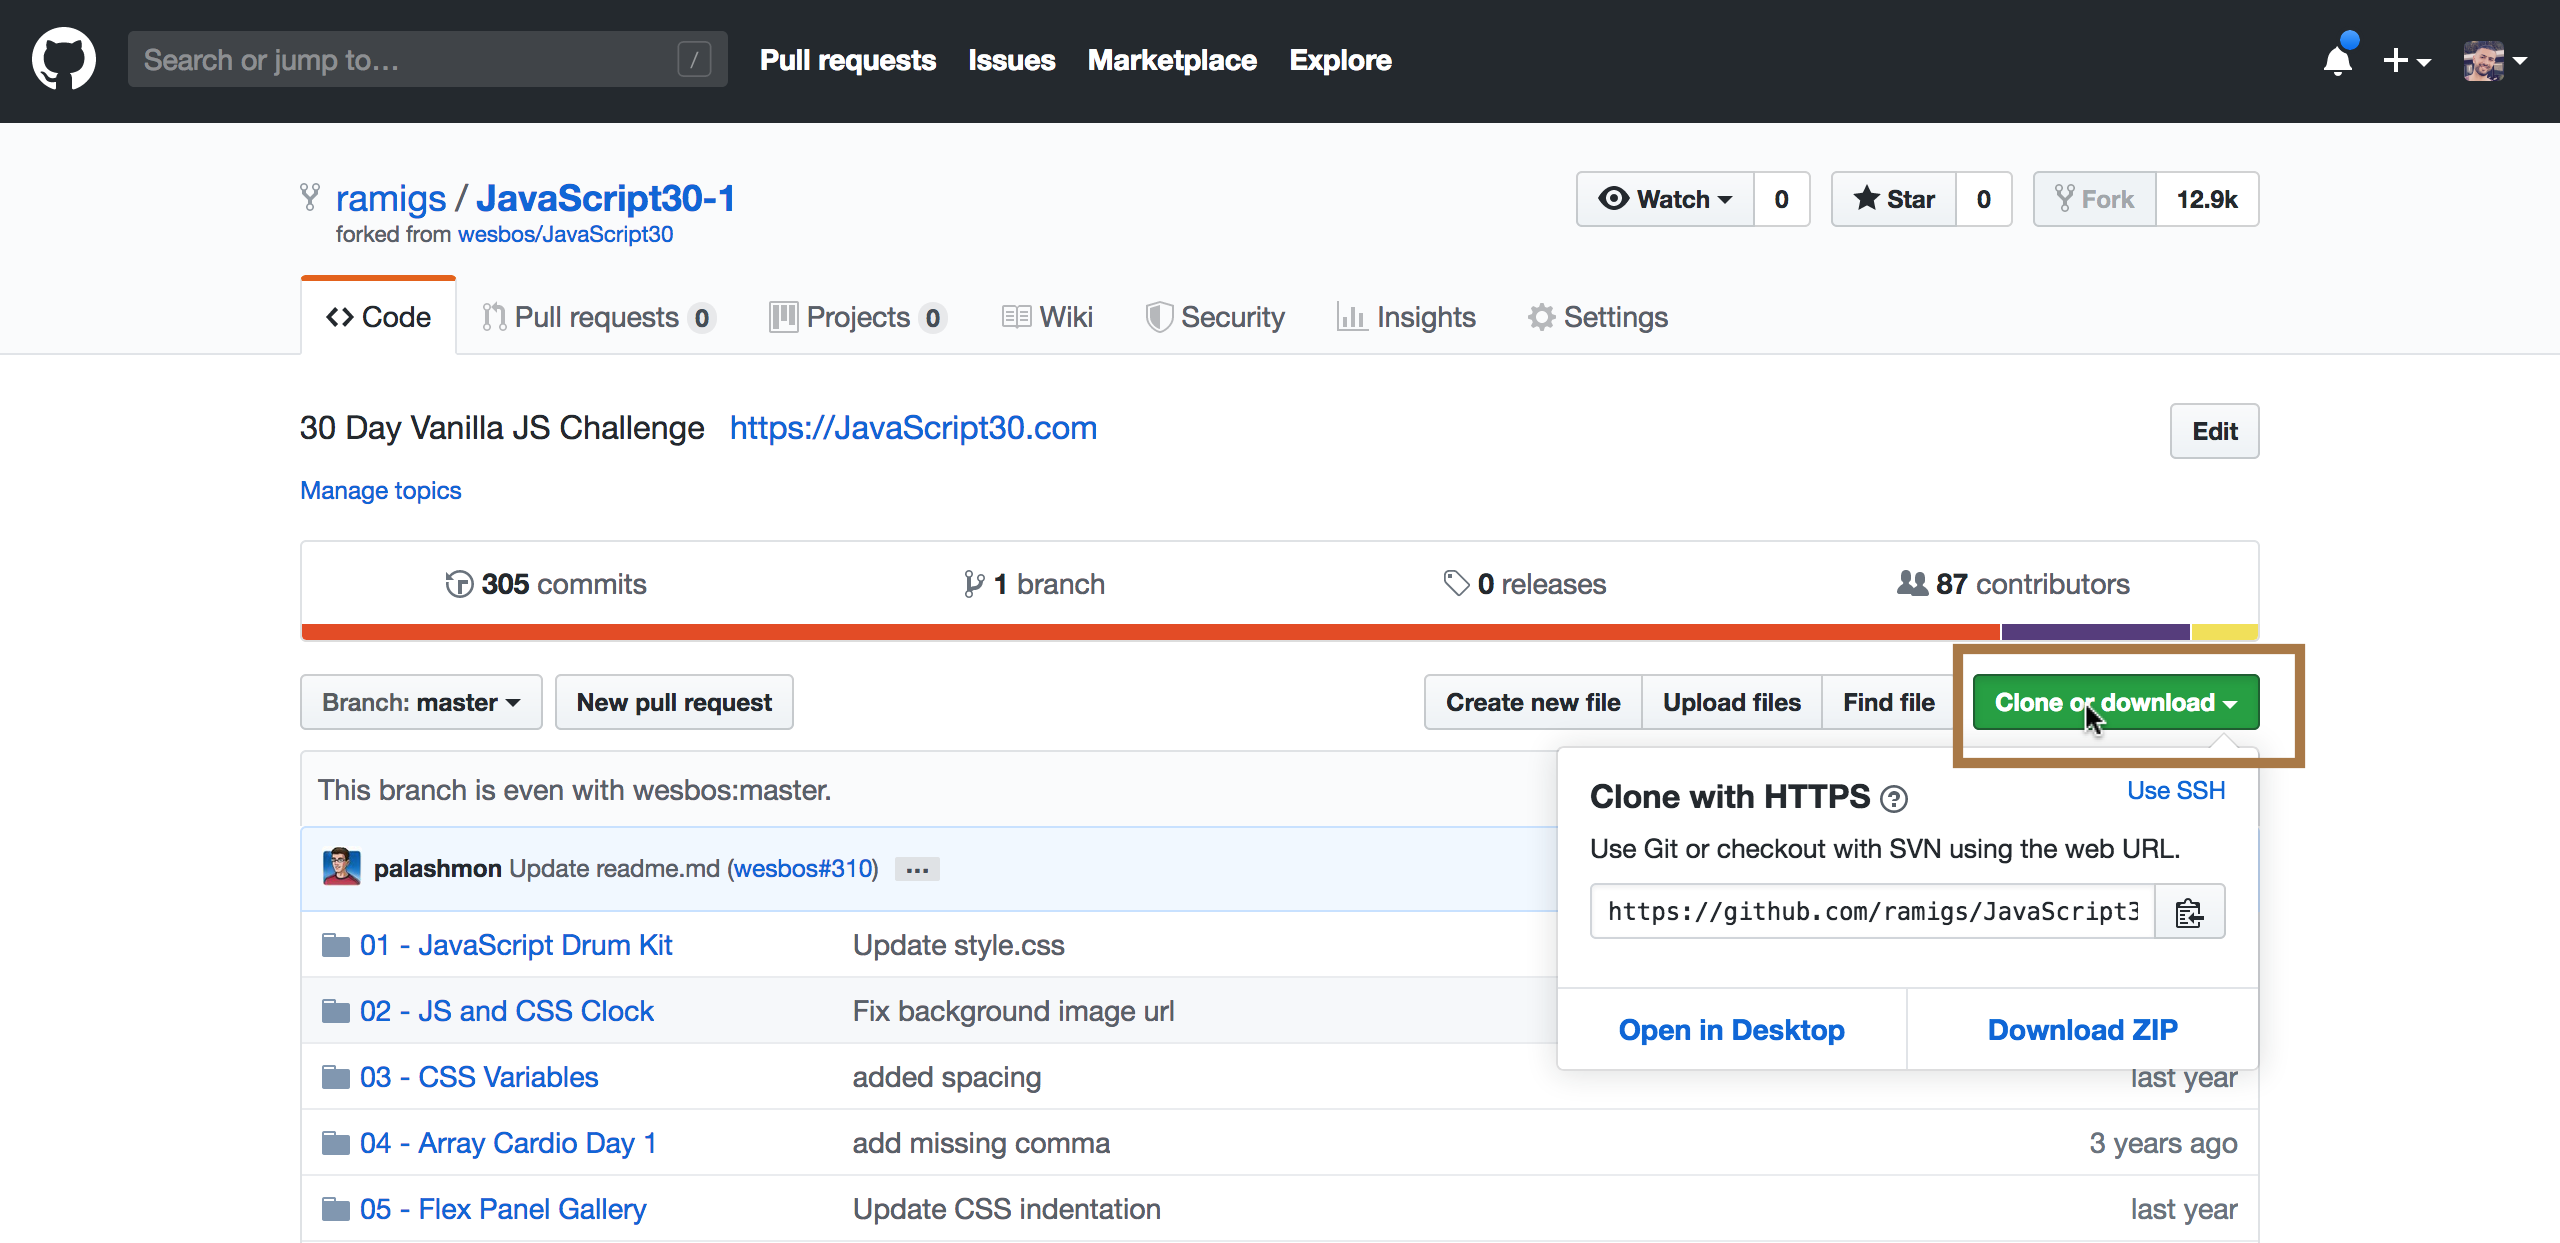 Search or jump to… /
Pull requests Issues Marketplace Explore
ramigs / JavaScript30-1
forked from wesbos/JavaScript30
Watch 0 Star 0 Fork 12.9k
Code Pull requests 0 Projects 0 Wiki Security Insights Settings
30 Day Vanilla JS Challenge https://JavaScript30.com
Edit
Manage topics
305 commits 1 branch 0 releases 87 contributors
Branch: master New pull request Create new file Upload files Find file Clone or download
This branch is even with wesbos:master.
palashmon Update readme.md (wesbos#310) …
Clone with HTTPS ? Use SSH
Use Git or checkout with SVN using the web URL.
https://github.com/ramigs/JavaScript3
Open in Desktop Download ZIP
01 - JavaScript Drum Kit Update style.css
02 - JS and CSS Clock Fix background image url
03 - CSS Variables added spacing last year
04 - Array Cardio Day 1 add missing comma 3 years ago
05 - Flex Panel Gallery Update CSS indentation last year